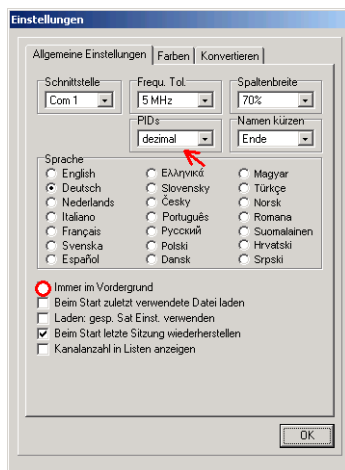 Einstellungen
Allgemeine Einstellungen Farben Konvertieren
Schnittstelle Frequ. Tol. Spaltenbreite
Com 1 5 MHz 70%
PIDs Namen kürzen
dezimal Ende
Sprache
English Ελληνικά Magyar
Deutsch Slovensky Türkçe
Nederlands Česky Norsk
Italiano Português Romana
Français Русский Suomalainen
Svenska Polski Hrvatski
Español Dansk Srpski
Immer im Vordergrund
Beim Start zuletzt verwendete Datei laden
Laden: gesp. Sat Einst. verwenden
Beim Start letzte Sitzung wiederherstellen
Kanalanzahl in Listen anzeigen
OK